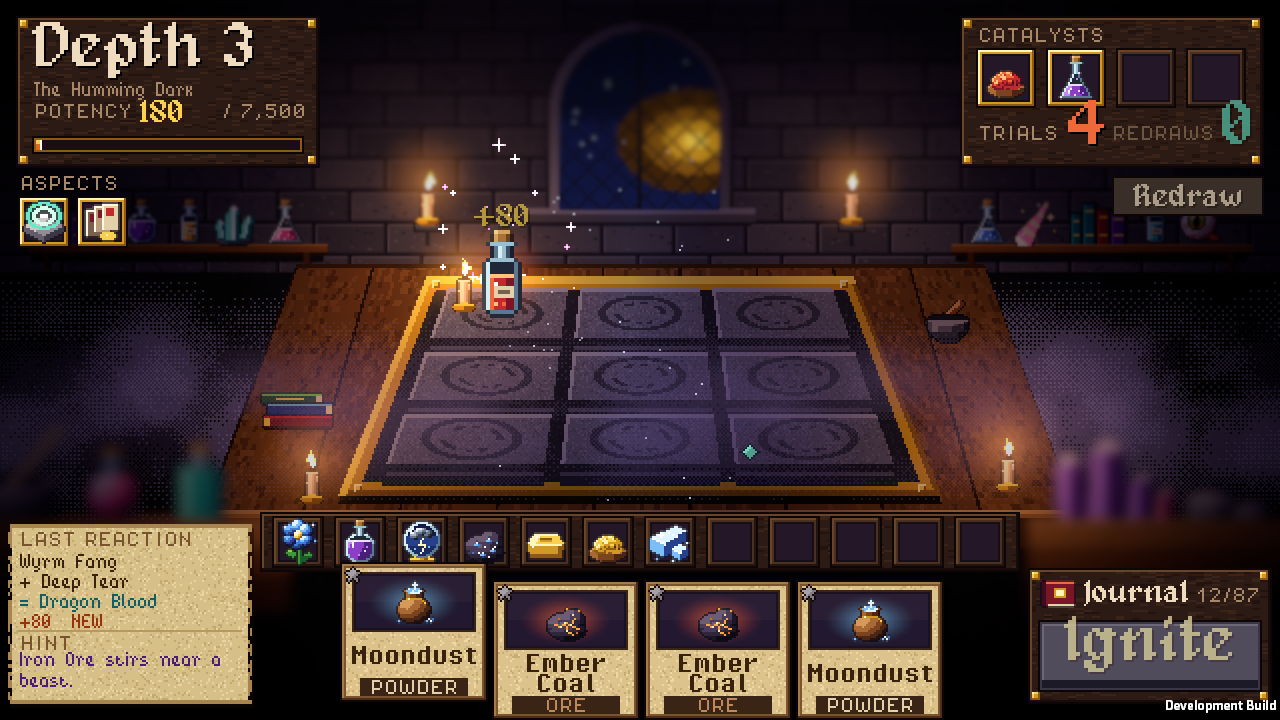 Depth 3
The Humming Dark
POTENCY 180 / 7,500
ASPECTS
CATALYSTS
TRIALS 4 REDRAWS 0
Redraw
+80
LAST REACTION
Wyrm Fang
+ Deep Tear
= Dragon Blood
+80 NEW
HINT
Iron Ore stirs near a
beast.
Moondust
POWDER
Ember
Coal
ORE
Ember
Coal
ORE
Moondust
POWDER
Journal 12/87
Ignite
Development Build